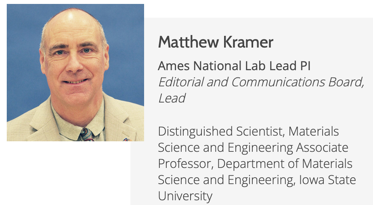 Matthew Kramer
Ames National Lab Lead PI
Editorial and Communications Board,
Lead
Distinguished Scientist, Materials
Science and Engineering Associate
Professor, Department of Materials
Science and Engineering, Iowa State
University